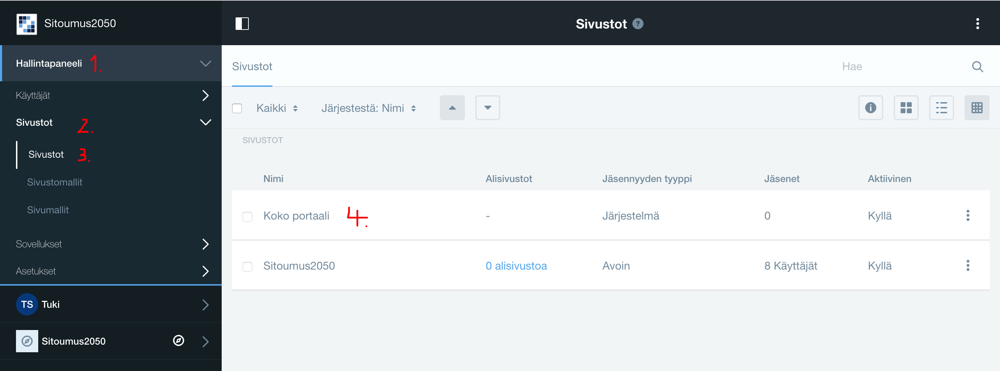 Sitoumus2050
Sivustot ?
Hallintapaneeli 1.
Käyttäjät
Sivustot 2.
Sivustot 3.
Sivustomallit
Sivumallit
Sovellukset
Asetukset
TS Tuki
Sitoumus2050
Sivustot
Hae
Kaikki Järjestestä: Nimi
SIVUSTOT
Nimi Alisivustot Jäsennyyden tyyppi Jäsenet Aktiivinen
Koko portaali 4. - Järjestelmä 0 Kyllä
Sitoumus2050 0 alisivustoa Avoin 8 Käyttäjät Kyllä